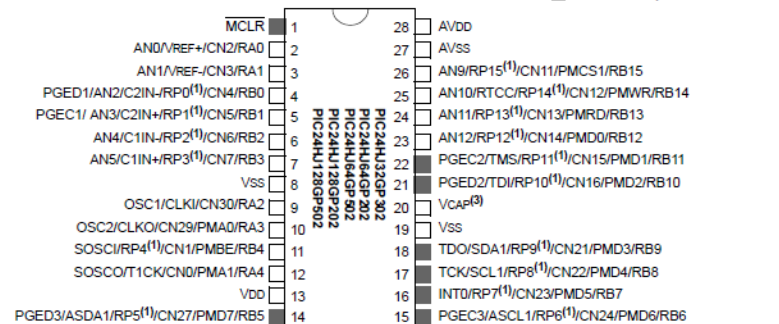 MCLR 1
AN0/VREF+/CN2/RA0 2
AN1/VREF-/CN3/RA1 3
PGED1/AN2/C2IN-/RP0(1)/CN4/RB0 4
PGEC1/ AN3/C2IN+/RP1(1)/CN5/RB1 5
AN4/C1IN-/RP2(1)/CN6/RB2 6
AN5/C1IN+/RP3(1)/CN7/RB3 7
VSS 8
OSC1/CLKI/CN30/RA2 9
OSC2/CLKO/CN29/PMA0/RA3 10
SOSCI/RP4(1)/CN1/PMBE/RB4 11
SOSCO/T1CK/CN0/PMA1/RA4 12
VDD 13
PGED3/ASDA1/RP5(1)/CN27/PMD7/RB5 14
PIC24HJ32GP302
PIC24HJ64GP202
PIC24HJ64GP502
PIC24HJ128GP202
PIC24HJ128GP502
28 AVDD
27 AVSS
26 AN9/RP15(1)/CN11/PMCS1/RB15
25 AN10/RTCC/RP14(1)/CN12/PMWR/RB14
24 AN11/RP13(1)/CN13/PMRD/RB13
23 AN12/RP12(1)/CN14/PMD0/RB12
22 PGEC2/TMS/RP11(1)/CN15/PMD1/RB11
21 PGED2/TDI/RP10(1)/CN16/PMD2/RB10
20 VCAP(3)
19 VSS
18 TDO/SDA1/RP9(1)/CN21/PMD3/RB9
17 TCK/SCL1/RP8(1)/CN22/PMD4/RB8
16 INT0/RP7(1)/CN23/PMD5/RB7
15 PGEC3/ASCL1/RP6(1)/CN24/PMD6/RB6